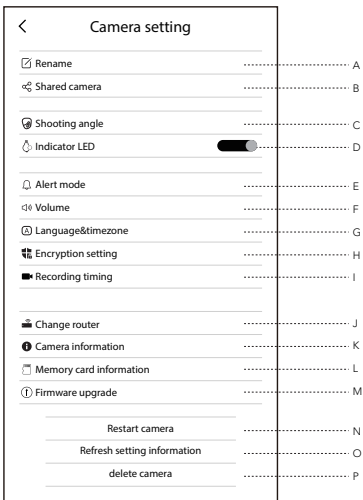 Camera setting
Rename A
Shared camera B
Shooting angle C
Indicator LED D
Alert mode E
Volume F
Language&timezone G
Encryption setting H
Recording timing I
Change router J
Camera information K
Memory card information L
Firmware upgrade M
Restart camera N
Refresh setting information O
delete camera P